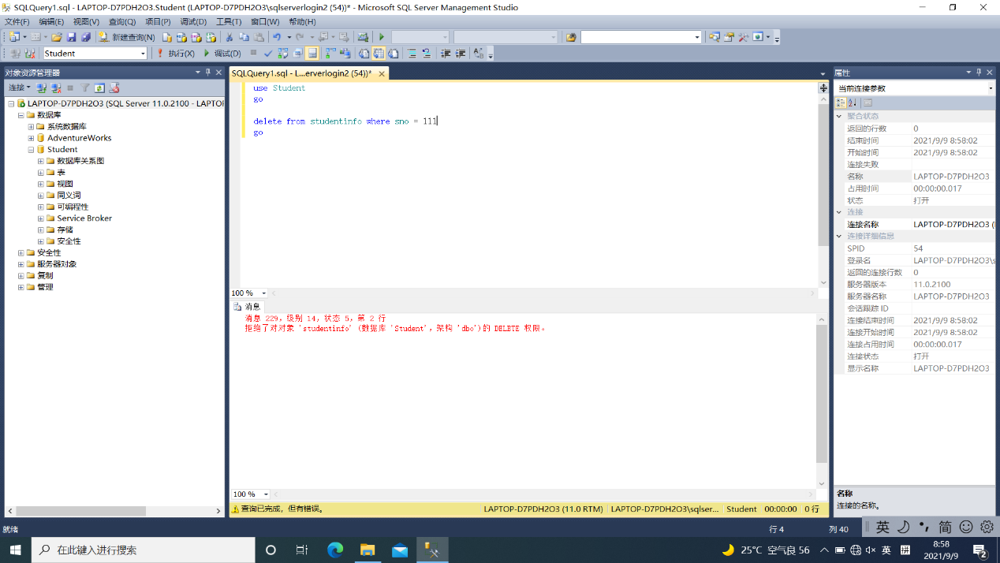 SQLQuery1.sql - LAPTOP-D7PDH2O3.Student (LAPTOP-D7PDH2O3\sqlserverlogin2 (54))* - Microsoft SQL Server Management Studio
文件(F) 编辑(E) 视图(V) 查询(Q) 项目(P) 调试(D) 工具(T) 窗口(W) 帮助(H)
新建查询(N)
Student 执行(X) 调试(D)
对象资源管理器
连接
LAPTOP-D7PDH2O3 (SQL Server 11.0.2100 - LAPTOP
数据库
系统数据库
AdventureWorks
Student
数据库关系图
表
视图
同义词
可编程性
Service Broker
存储
安全性
安全性
服务器对象
复制
管理
SQLQuery1.sql - L...erverlogin2 (54))*
use Student
go
delete from studentinfo where sno = 111
go
100 %
消息
消息 229，级别 14，状态 5，第 2 行
拒绝了对对象 'studentinfo' (数据库 'Student'，架构 'dbo')的 DELETE 权限。
100 %
查询已完成，但有错误。 LAPTOP-D7PDH2O3 (11.0 RTM) LAPTOP-D7PDH2O3\sqlser... Student 00:00:00 0 行
属性
当前连接参数
聚合状态
返回的行数 0
结束时间 2021/9/9 8:58:02
开始时间 2021/9/9 8:58:02
连接失败
名称 LAPTOP-D7PDH2O3
占用时间 00:00:00.017
状态 打开
连接
连接名称 LAPTOP-D7PDH2O3 (
连接详细信息
SPID 54
登录名 LAPTOP-D7PDH2O3\s
返回的连接行数 0
服务器版本 11.0.2100
服务器名称 LAPTOP-D7PDH2O3
会话跟踪 ID
连接结束时间 2021/9/9 8:58:02
连接开始时间 2021/9/9 8:58:02
连接占用时间 00:00:00.017
连接状态 打开
显示名称 LAPTOP-D7PDH2O3
名称
连接的名称。
就绪 行 4 列 40 英 简
在此键入进行搜索 25°C 空气良 56 英 拼 8:58
2021/9/9 2